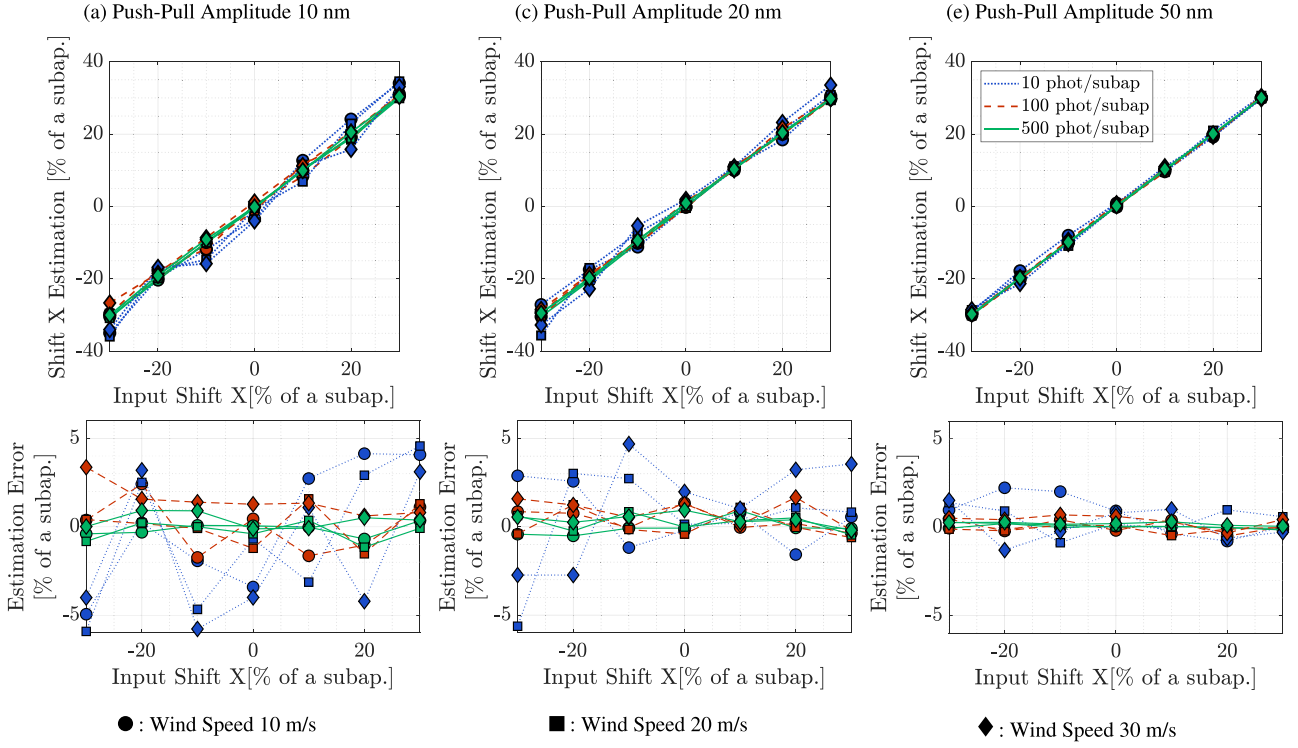 (a) Push-Pull Amplitude 10 nm
(c) Push-Pull Amplitude 20 nm
(e) Push-Pull Amplitude 50 nm
Shift X Estimation [% of a subap.]
40
20
0
-20
-40
-20
0
20
Input Shift X[% of a subap.]
Shift X Estimation [% of a subap.]
40
20
0
-20
-40
-20
0
20
Input Shift X[% of a subap.]
Shift X Estimation [% of a subap.]
40
20
0
-20
-40
-20
0
20
Input Shift X[% of a subap.]
10 phot/subap
100 phot/subap
500 phot/subap
Estimation Error
[% of a subap.]
5
0
-5
-20
0
20
Input Shift X[% of a subap.]
Estimation Error
[% of a subap.]
5
0
-5
-20
0
20
Input Shift X[% of a subap.]
Estimation Error
[% of a subap.]
5
0
-5
-20
0
20
Input Shift X[% of a subap.]
: Wind Speed 10 m/s
: Wind Speed 20 m/s
: Wind Speed 30 m/s